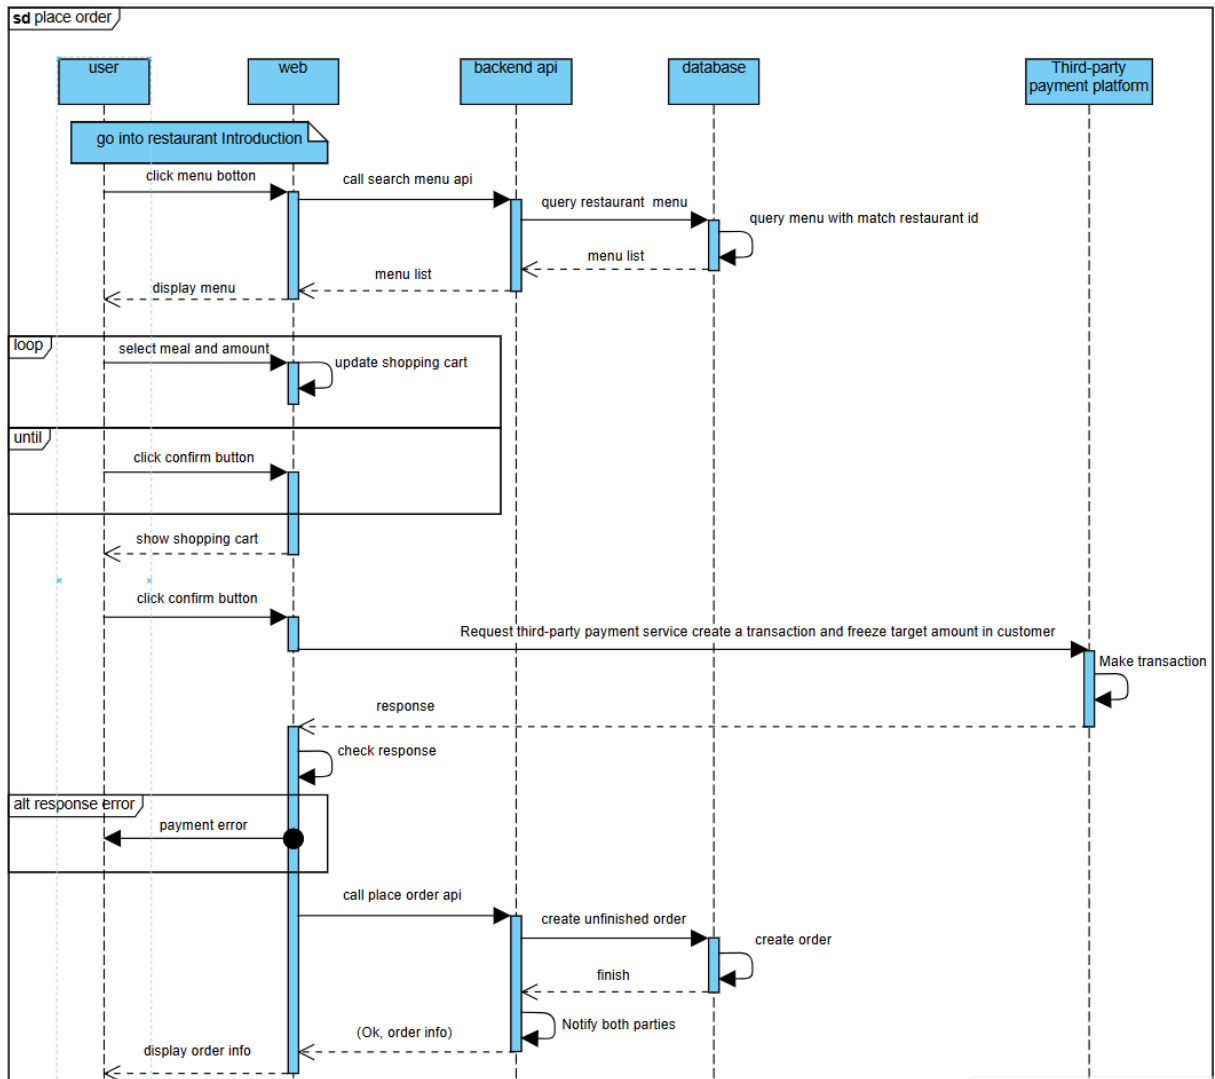 sd place order
user
web
backend api
database
Third-party
payment platform
go into restaurant Introduction
click menu botton
call search menu api
query restaurant menu
query menu with match restaurant id
menu list
menu list
display menu
loop
select meal and amount
update shopping cart
until
click confirm button
show shopping cart
click confirm button
Request third-party payment service create a transaction and freeze target amount in customer
Make transaction
response
check response
alt response error
payment error
call place order api
create unfinished order
create order
finish
Notify both parties
(Ok, order info)
display order info